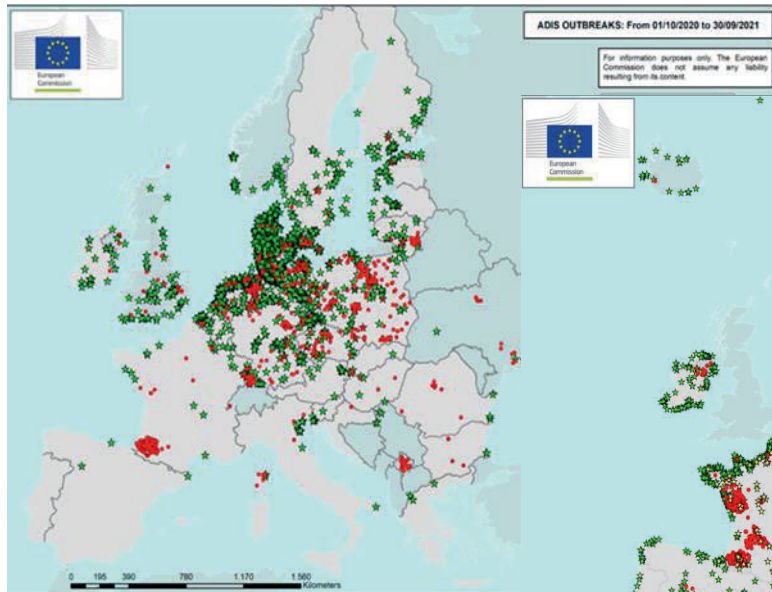 European
Commission
ADIS OUTBREAKS: From 01/10/2020 to 30/09/2021
For information purposes only. The European
Commission does not assume any liability
resulting from its content.
European
Commission
0 195 390 780 1.170 1.560
Kilometers